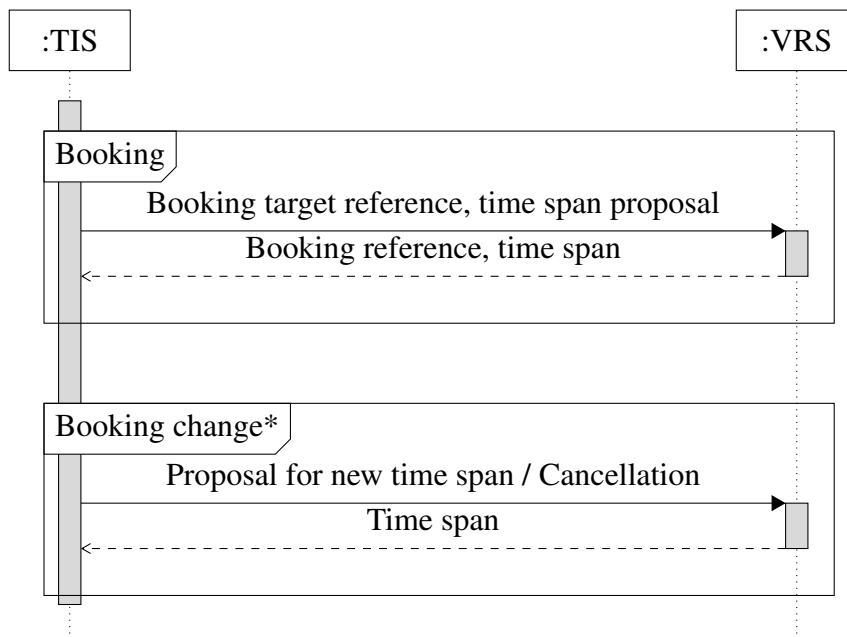 :TIS
:VRS
Booking
Booking target reference, time span proposal
Booking reference, time span
Booking change*
Proposal for new time span / Cancellation
Time span